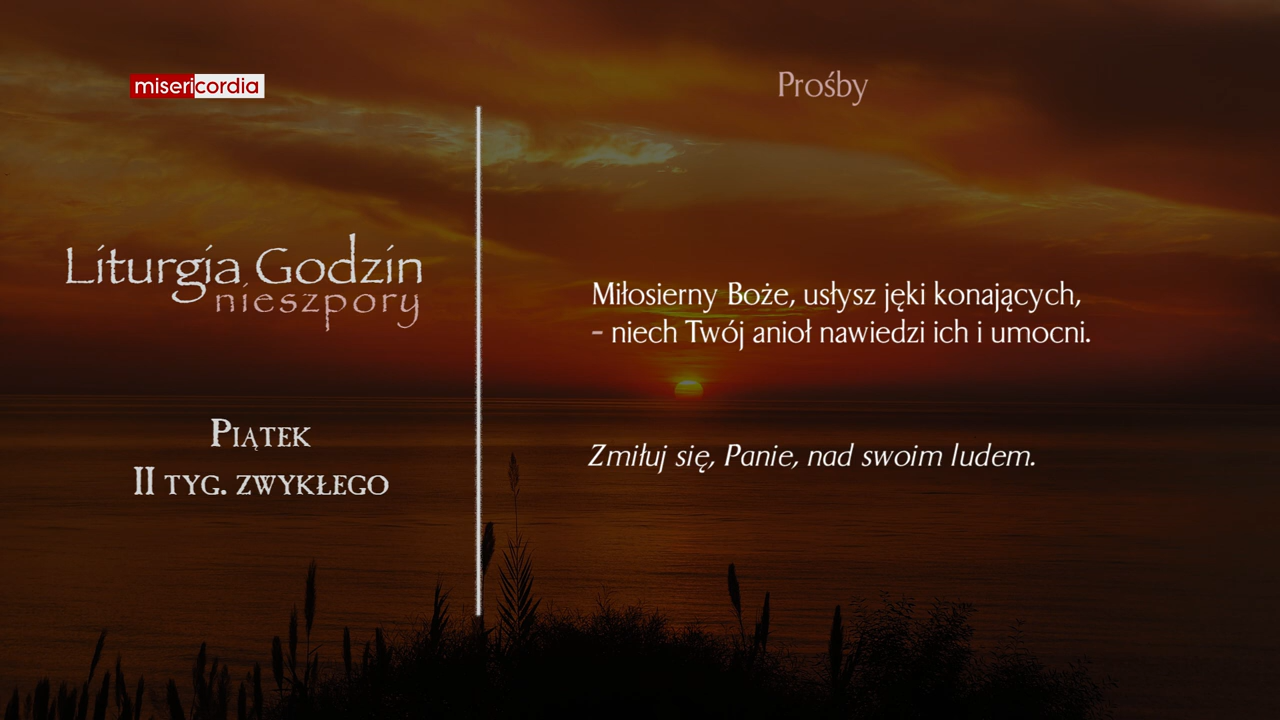 misericordia
Prośby
Liturgia Godzin
nieszpory
Miłosierny Boże, usłysz jęki konających,
- niech Twój anioł nawiedzi ich i umocni.
Piątek
II tyg. zwykłego
Zmiłuj się, Panie, nad swoim ludem.